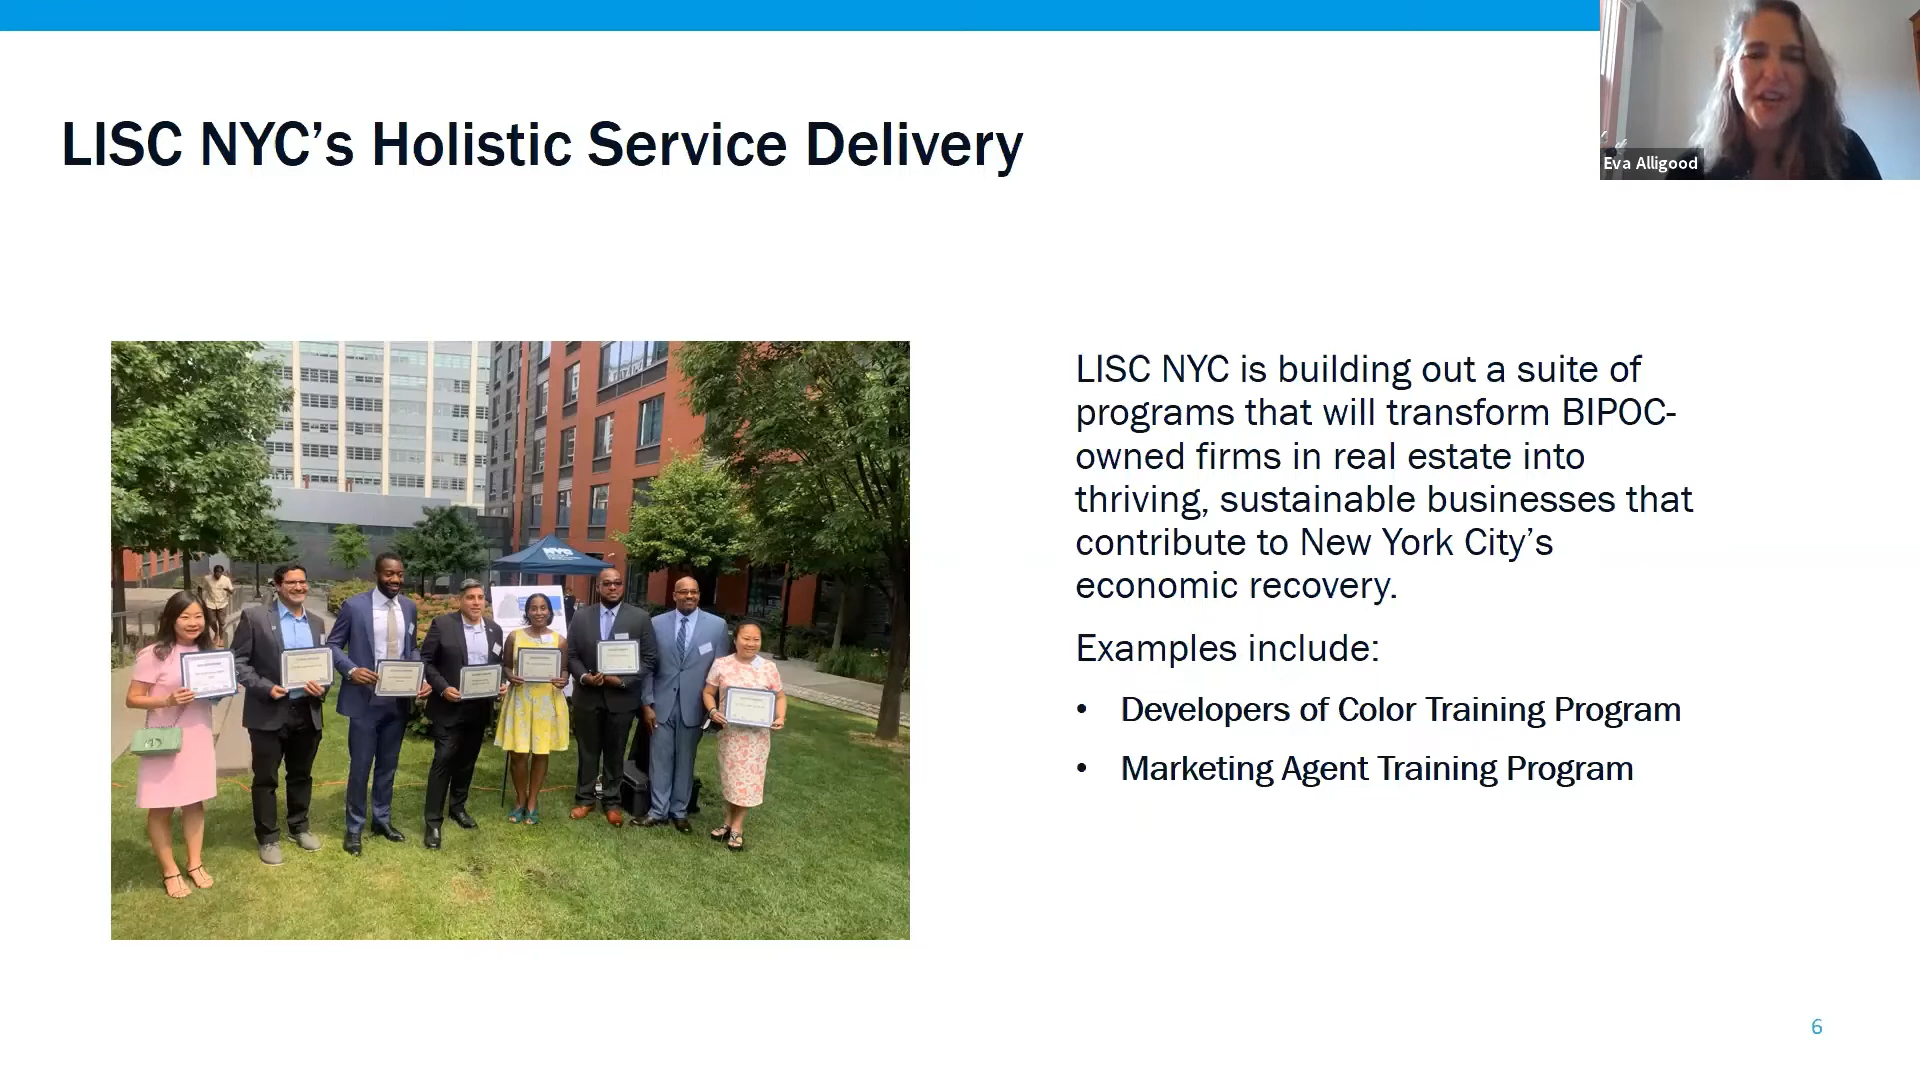 LISC NYC’s Holistic Service Delivery
Eva Alligood
NYC
LISC NYC is building out a suite of
programs that will transform BIPOC-
owned firms in real estate into
thriving, sustainable businesses that
contribute to New York City’s
economic recovery.
Examples include:
• Developers of Color Training Program
• Marketing Agent Training Program
6